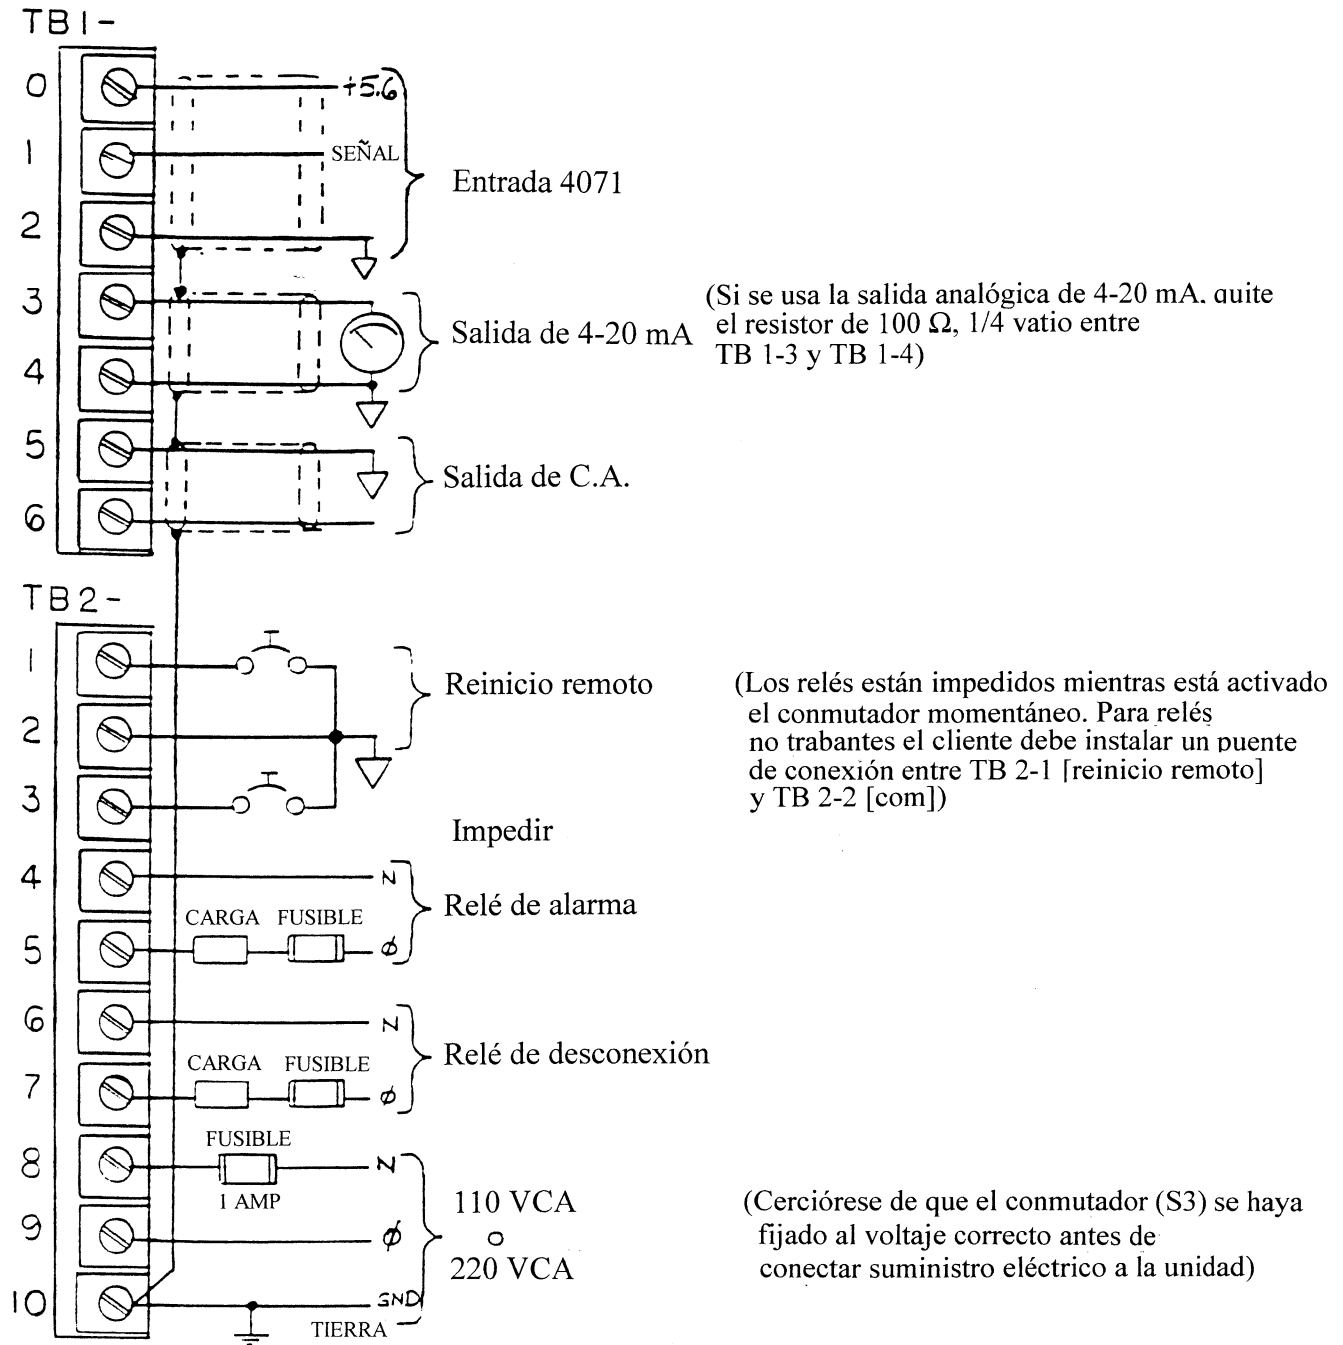 TB1-
0
+5.6
1
SEÑAL
Entrada 4071
2
3
Salida de 4-20 mA
(Si se usa la salida analógica de 4-20 mA, quite
el resistor de 100 Ω, 1/4 vatio entre
TB 1-3 y TB 1-4)
4
5
Salida de C.A.
6
TB2-
1
Reinicio remoto
(Los relés están impedidos mientras está activado
el conmutador momentáneo. Para relés
no trabantes el cliente debe instalar un puente
de conexión entre TB 2-1 [reinicio remoto]
y TB 2-2 [com])
2
3
Impedir
4
N
Relé de alarma
CARGA FUSIBLE
5
Ø
6
N
Relé de desconexión
CARGA FUSIBLE
7
Ø
FUSIBLE
8
N
1 AMP
110 VCA
o
220 VCA
(Cerciórese de que el conmutador (S3) se haya
fijado al voltaje correcto antes de
conectar suministro eléctrico a la unidad)
9
Ø
10
GND
TIERRA